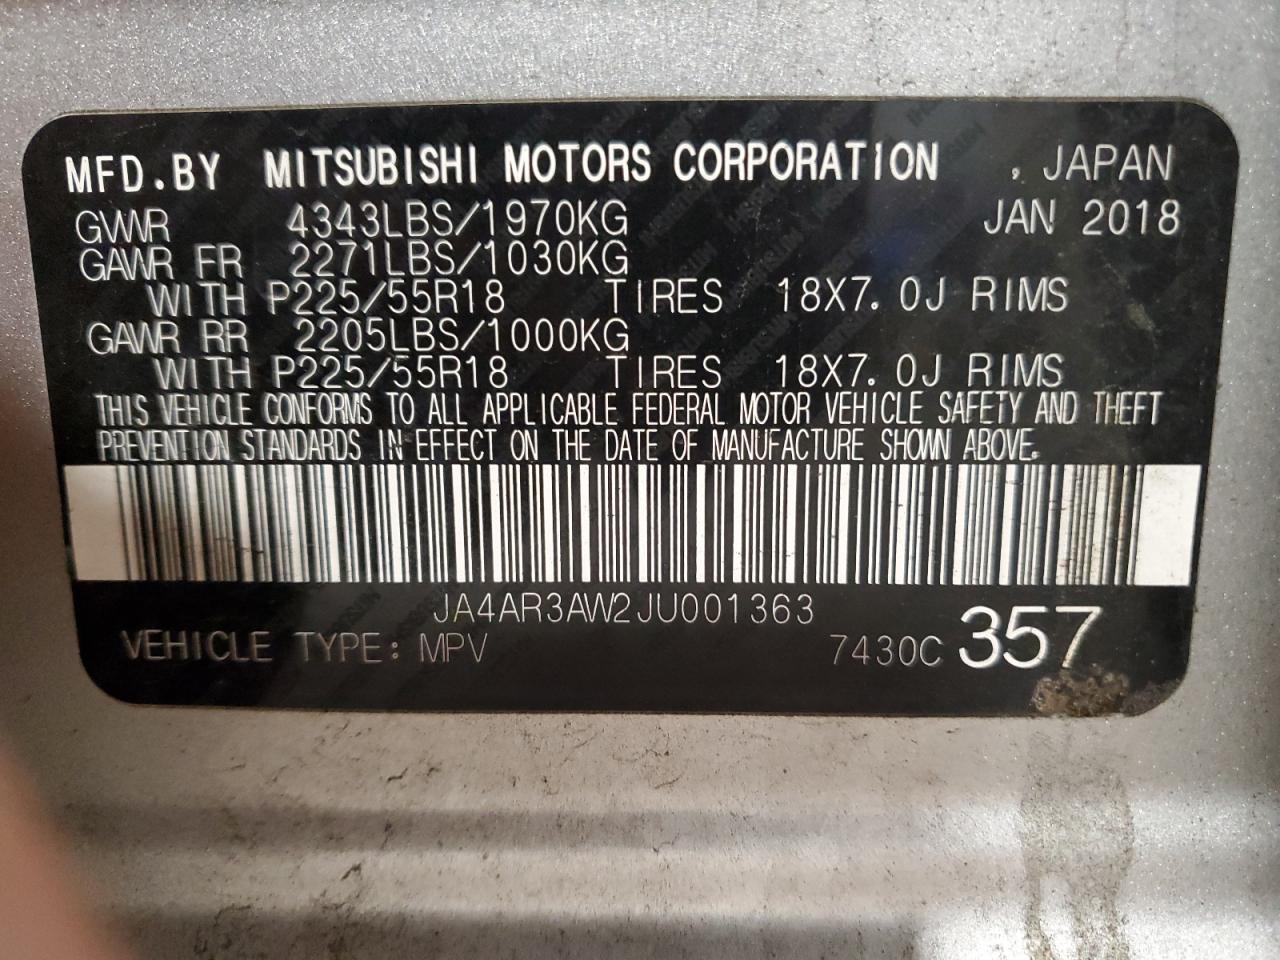 MFD.BY MITSUBISHI MOTORS CORPORATION , JAPAN
GVWR 4343LBS/1970KG JAN 2018
GAWR FR 2271LBS/1030KG
WITH P225/55R18 TIRES 18X7.0J RIMS
GAWR RR 2205LBS/1000KG
WITH P225/55R18 TIRES 18X7.0J RIMS
THIS VEHICLE CONFORMS TO ALL APPLICABLE FEDERAL MOTOR VEHICLE SAFETY AND THEFT
PREVENTION STANDARDS IN EFFECT ON THE DATE OF MANUFACTURE SHOWN ABOVE.
JA4AR3AW2JU001363
VEHICLE TYPE: MPV 7430C 357